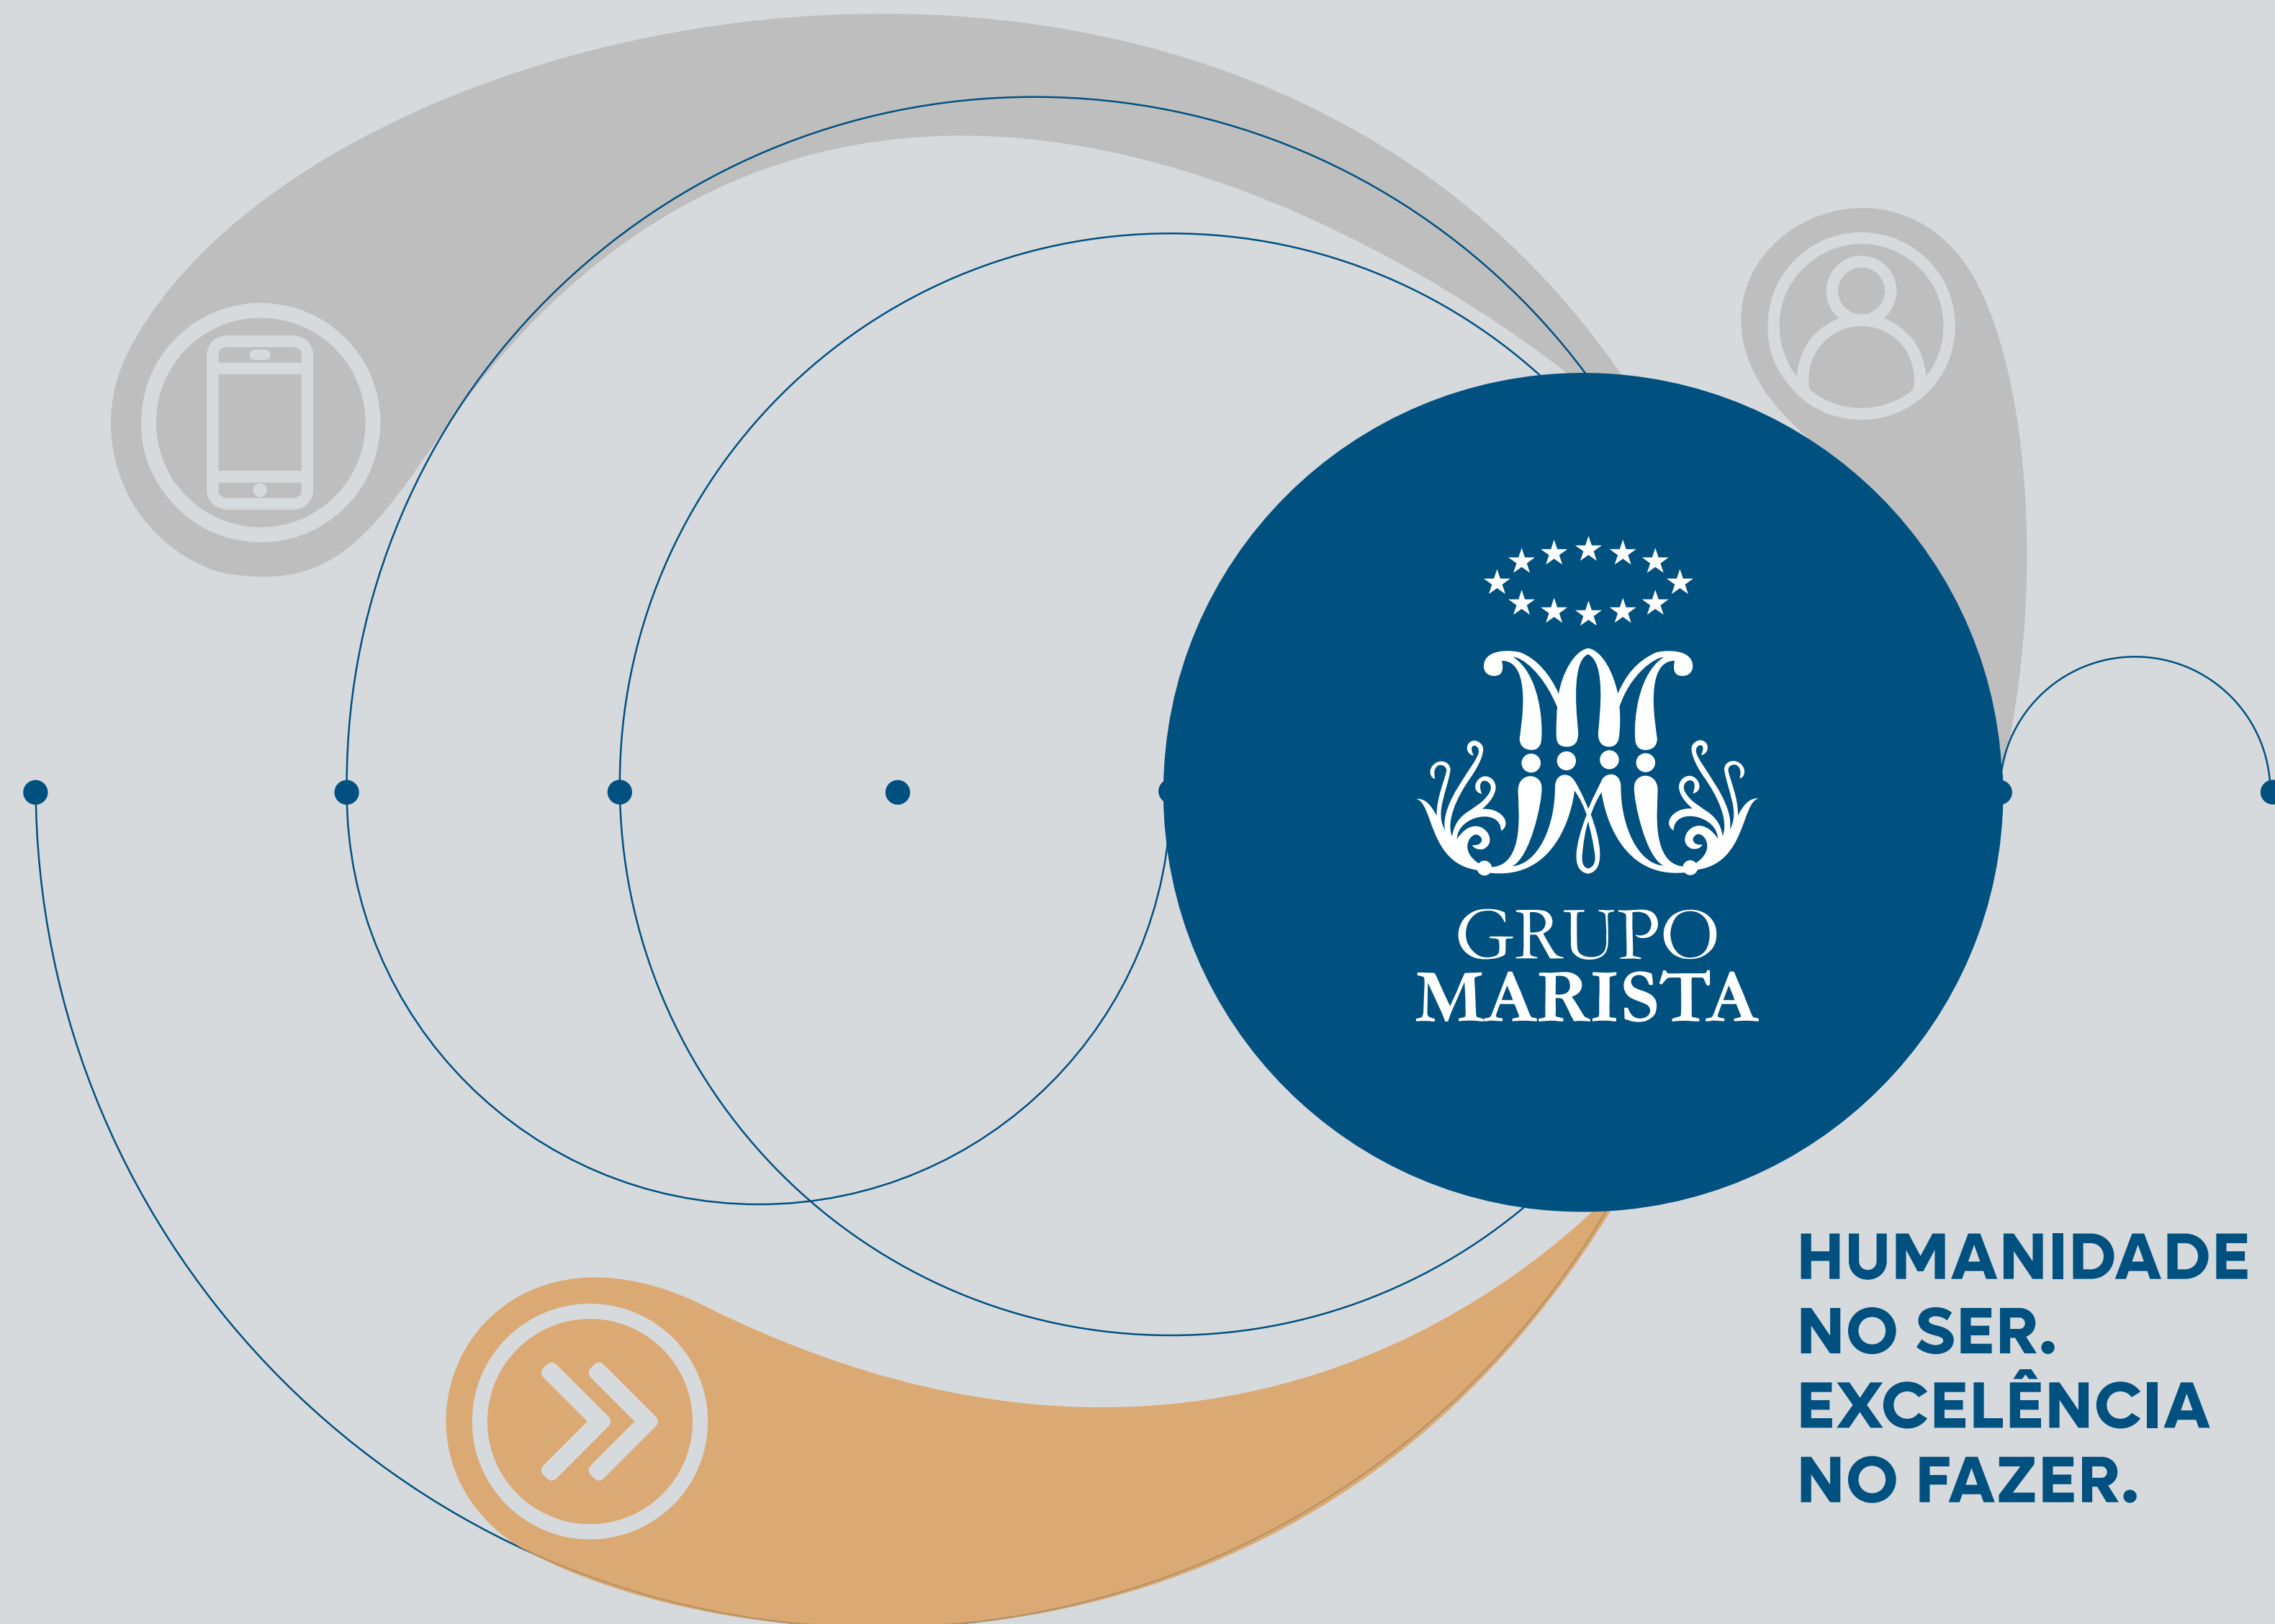 GRUPO
MARISTA
HUMANIDADE
NO SER.
EXCELÊNCIA
NO FAZER.